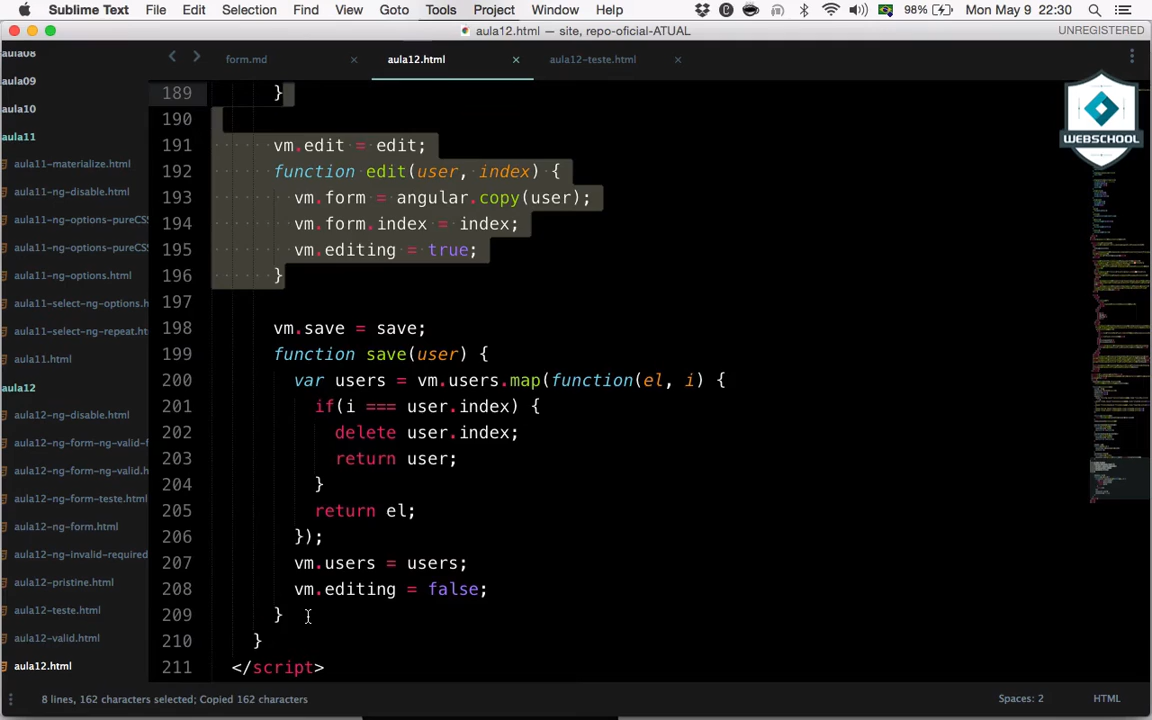 Sublime Text File Edit Selection Find View Goto Tools Project Window Help 98% Mon May 9 22:30
aula12.html — site, repo-oficial-ATUAL UNREGISTERED
form.md aula12.html aula12-teste.html
WEBSCHOOL
aula08
aula09
aula10
aula11
aula11-materialize.html
aula11-ng-disable.html
aula11-ng-options-pureCSS
aula11-ng-options-pureCSS
aula11-ng-options.html
aula11-select-ng-options.h
aula11-select-ng-repeat.ht
aula11.html
aula12
aula12-ng-disable.html
aula12-ng-form-ng-valid-f
aula12-ng-form-ng-valid.h
aula12-ng-form-teste.html
aula12-ng-form.html
aula12-ng-invalid-required
aula12-pristine.html
aula12-teste.html
aula12-valid.html
aula12.html
189 }
190
191 vm.edit = edit;
192 function edit(user, index) {
193 vm.form = angular.copy(user);
194 vm.form.index = index;
195 vm.editing = true;
196 }
197
198 vm.save = save;
199 function save(user) {
200 var users = vm.users.map(function(el, i) {
201 if(i === user.index) {
202 delete user.index;
203 return user;
204 }
205 return el;
206 });
207 vm.users = users;
208 vm.editing = false;
209 }
210 }
211 </script>
8 lines, 162 characters selected; Copied 162 characters Spaces: 2 HTML